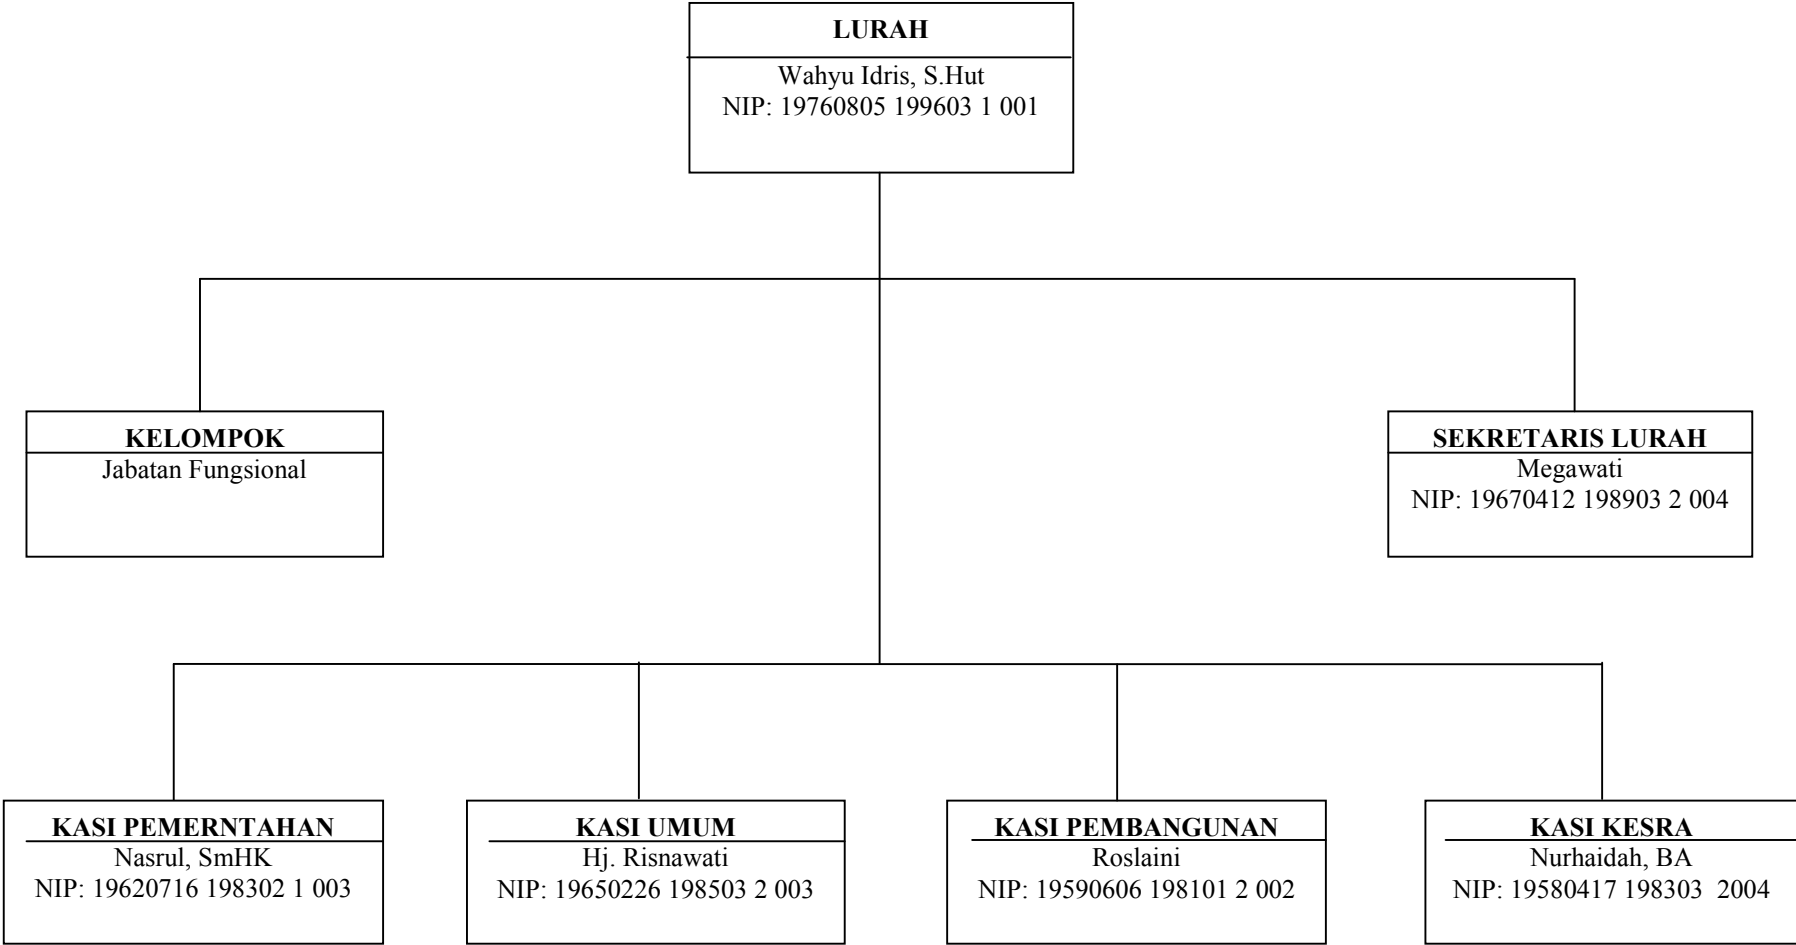 LURAH
Wahyu Idris, S.Hut
NIP: 19760805 199603 1 001
KELOMPOK
Jabatan Fungsional
SEKRETARIS LURAH
Megawati
NIP: 19670412 198903 2 004
KASI PEMERNTAHAN
Nasrul, SmHK
NIP: 19620716 198302 1 003
KASI UMUM
Hj. Risnawati
NIP: 19650226 198503 2 003
KASI PEMBANGUNAN
Roslaini
NIP: 19590606 198101 2 002
KASI KESRA
Nurhaidah, BA
NIP: 19580417 198303  2004